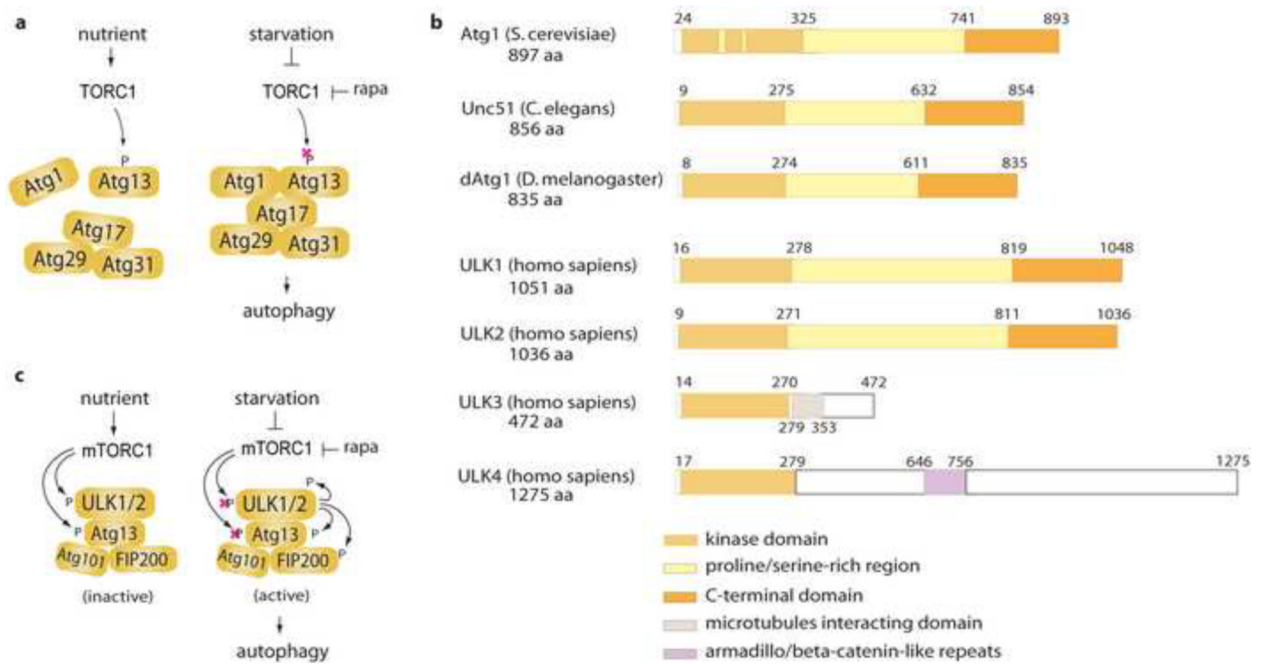 a
nutrient
starvation
TORC1
TORC1
rapa
P
P
Atg1
Atg13
Atg1
Atg13
Atg17
Atg17
Atg29
Atg31
Atg29
Atg31
autophagy
b
Atg1 (S. cerevisiae)
897 aa
24 325 741 893
Unc51 (C. elegans)
856 aa
9 275 632 854
dAtg1 (D. melanogaster)
835 aa
8 274 611 835
ULK1 (homo sapiens)
1051 aa
16 278 819 1048
ULK2 (homo sapiens)
1036 aa
9 271 811 1036
ULK3 (homo sapiens)
472 aa
14 270 472
279 353
ULK4 (homo sapiens)
1275 aa
17 279 646 756 1275
kinase domain
proline/serine-rich region
C-terminal domain
microtubules interacting domain
armadillo/beta-catenin-like repeats
c
nutrient
starvation
mTORC1
mTORC1
rapa
P
ULK1/2
P
Atg13
Atg101
FIP200
(inactive)
P
P
ULK1/2
P
Atg13
P
Atg101
FIP200
P
(active)
autophagy